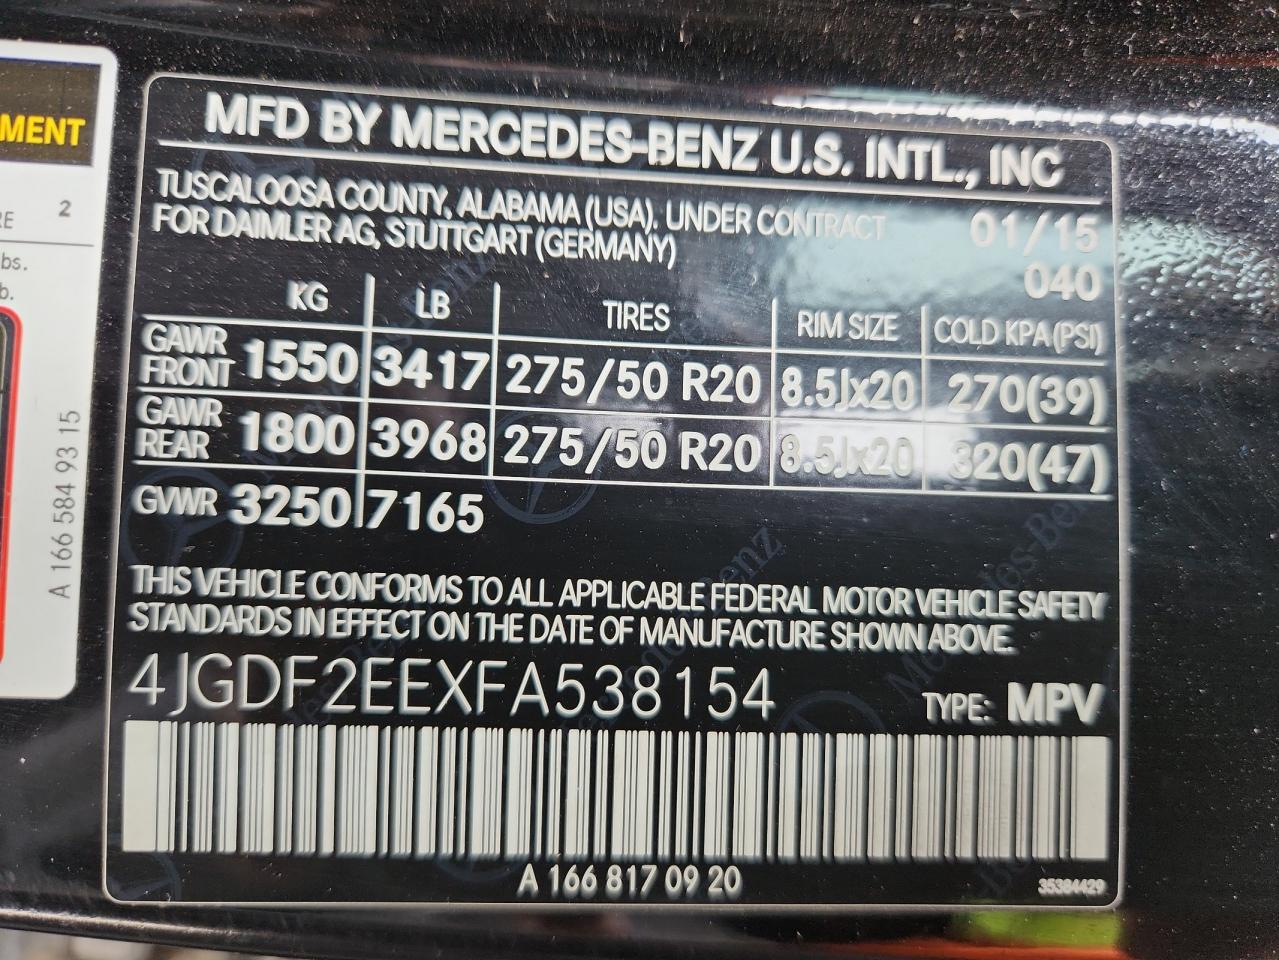 MENT
RE 2
bs.
b.
A 166 584 93 15
MFD BY MERCEDES-BENZ U.S. INTL., INC
TUSCALOOSA COUNTY, ALABAMA (USA). UNDER CONTRACT 01/15
FOR DAIMLER AG, STUTTGART (GERMANY) 040
KG LB TIRES RIM SIZE COLD KPA (PSI)
GAWR FRONT 1550 3417 275/50 R20 8.5Jx20 270(39)
GAWR REAR 1800 3968 275/50 R20 8.5Jx20 320(47)
GVWR 3250 7165
THIS VEHICLE CONFORMS TO ALL APPLICABLE FEDERAL MOTOR VEHICLE SAFETY
STANDARDS IN EFFECT ON THE DATE OF MANUFACTURE SHOWN ABOVE.
4JGDF2EEXFA538154 TYPE: MPV
A 166 817 09 20
35384429